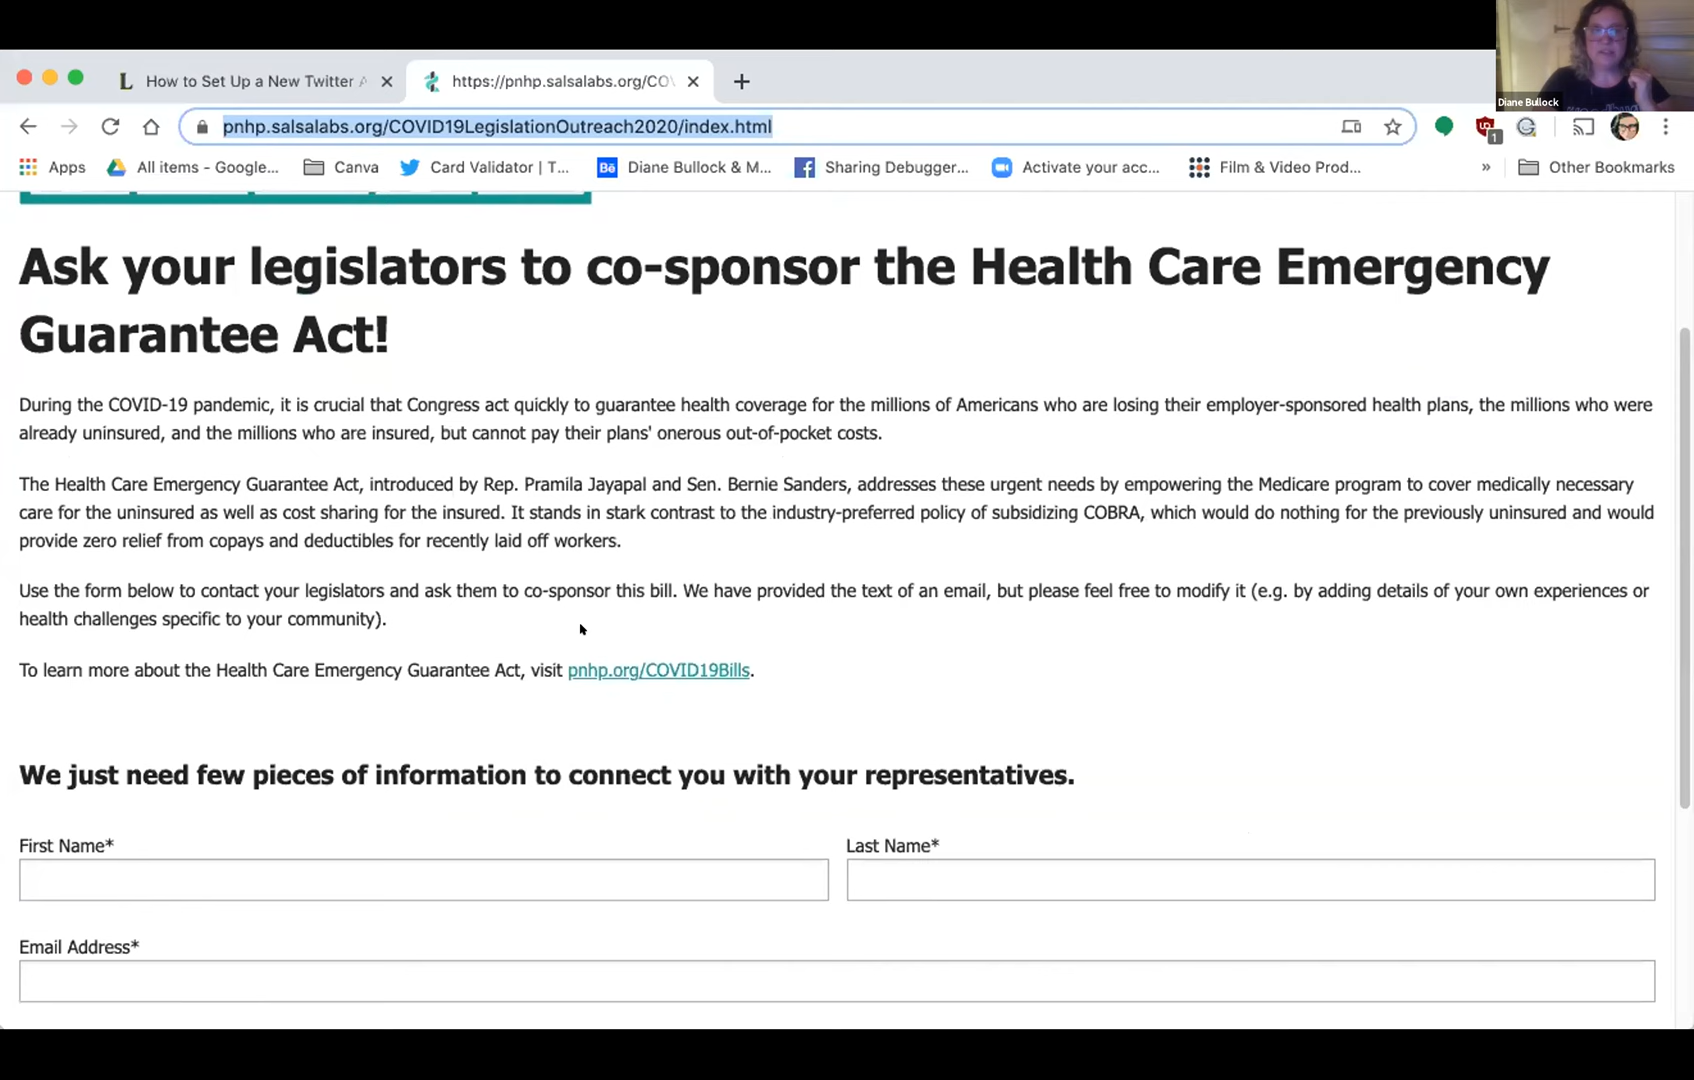 Diane Bullock
How to Set Up a New Twitter A
https://pnhp.salsalabs.org/CO
pnhp.salsalabs.org/COVID19LegislationOutreach2020/index.html
1
Apps All items - Google... Canva Card Validator | T... Bē Diane Bullock & M... Sharing Debugger... Activate your acc... Film & Video Prod... » Other Bookmarks
Ask your legislators to co-sponsor the Health Care Emergency
Guarantee Act!
During the COVID-19 pandemic, it is crucial that Congress act quickly to guarantee health coverage for the millions of Americans who are losing their employer-sponsored health plans, the millions who were
already uninsured, and the millions who are insured, but cannot pay their plans' onerous out-of-pocket costs.
The Health Care Emergency Guarantee Act, introduced by Rep. Pramila Jayapal and Sen. Bernie Sanders, addresses these urgent needs by empowering the Medicare program to cover medically necessary
care for the uninsured as well as cost sharing for the insured. It stands in stark contrast to the industry-preferred policy of subsidizing COBRA, which would do nothing for the previously uninsured and would
provide zero relief from copays and deductibles for recently laid off workers.
Use the form below to contact your legislators and ask them to co-sponsor this bill. We have provided the text of an email, but please feel free to modify it (e.g. by adding details of your own experiences or
health challenges specific to your community).
To learn more about the Health Care Emergency Guarantee Act, visit pnhp.org/COVID19Bills.
We just need few pieces of information to connect you with your representatives.
First Name* Last Name*
Email Address*